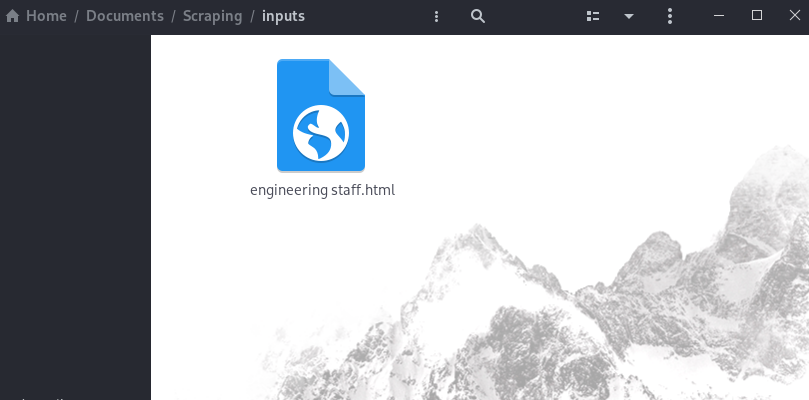 Home / Documents / Scraping / inputs
engineering staff.html